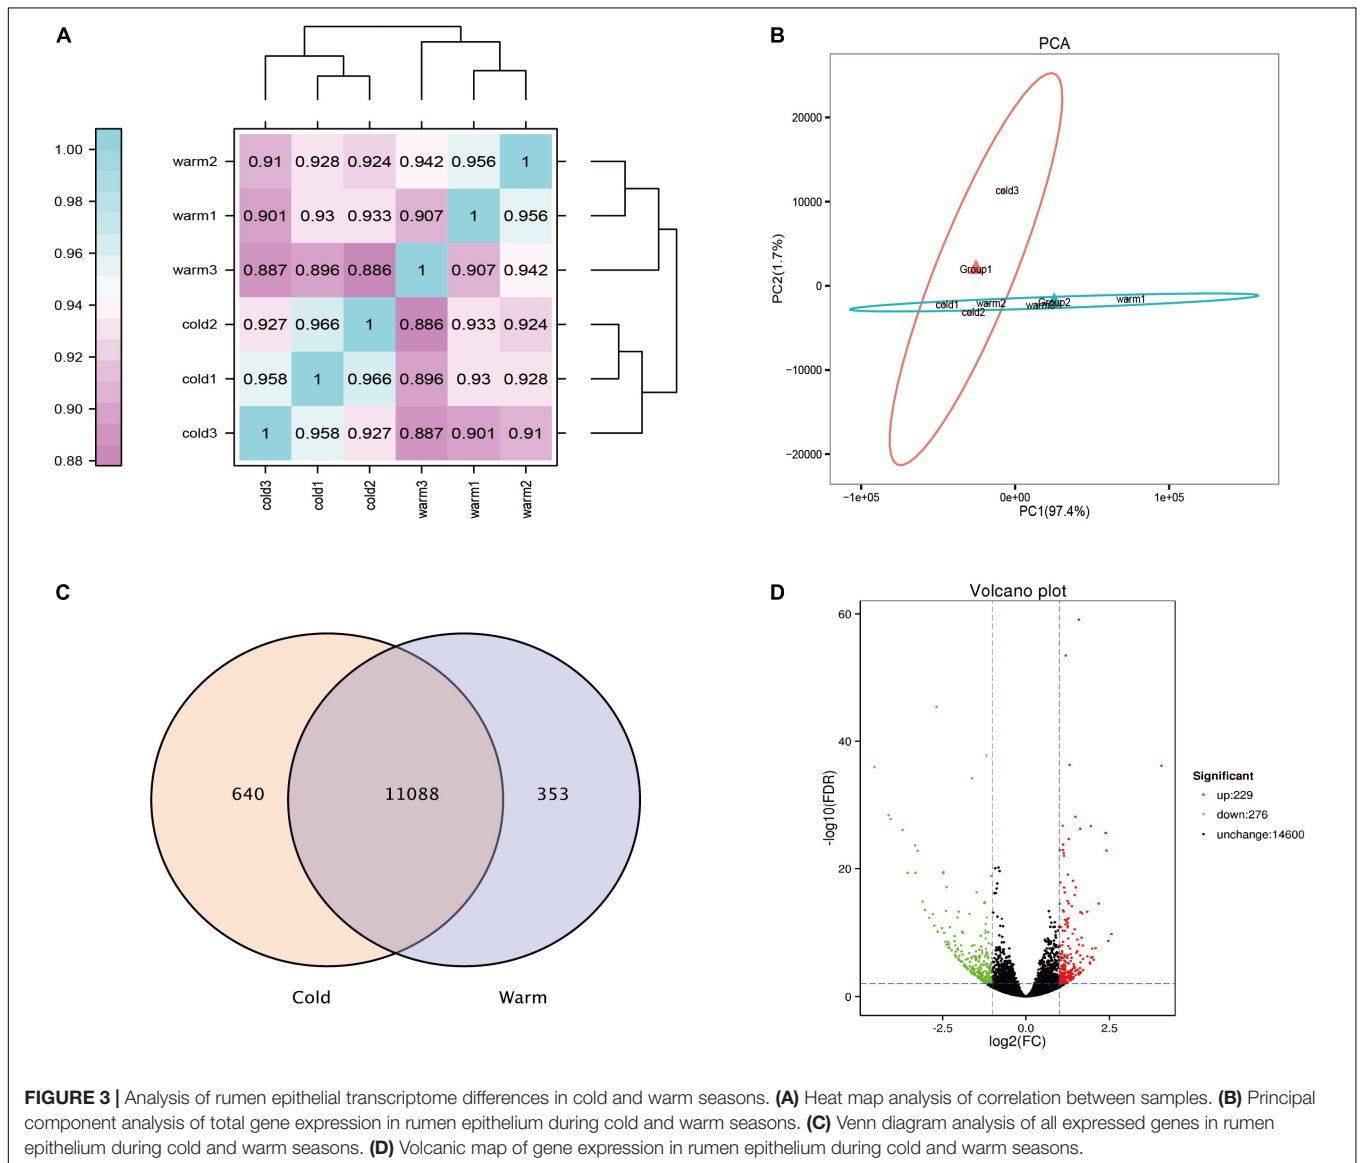 A
1.00
0.98
0.96
0.94
0.92
0.90
0.88
warm2 0.91 0.928 0.924 0.942 0.956 1
warm1 0.901 0.93 0.933 0.907 1 0.956
warm3 0.887 0.896 0.886 1 0.907 0.942
cold2 0.927 0.966 1 0.886 0.933 0.924
cold1 0.958 1 0.966 0.896 0.93 0.928
cold3 1 0.958 0.927 0.887 0.901 0.91
cold3 cold1 cold2 warm3 warm1 warm2
B
PCA
PC2(1.7%)
20000
10000
0
−10000
−20000
cold3
Group1
cold1 warm2 warm3 Group2 warm1
cold2
−1e+05 0e+00 1e+05
PC1(97.4%)
C
640 11088 353
Cold Warm
D
Volcano plot
-log10(FDR)
60
40
20
0
-2.5 0.0 2.5
log2(FC)
Significant
up:229
down:276
unchange:14600
FIGURE 3 | Analysis of rumen epithelial transcriptome differences in cold and warm seasons. (A) Heat map analysis of correlation between samples. (B) Principal
component analysis of total gene expression in rumen epithelium during cold and warm seasons. (C) Venn diagram analysis of all expressed genes in rumen
epithelium during cold and warm seasons. (D) Volcanic map of gene expression in rumen epithelium during cold and warm seasons.